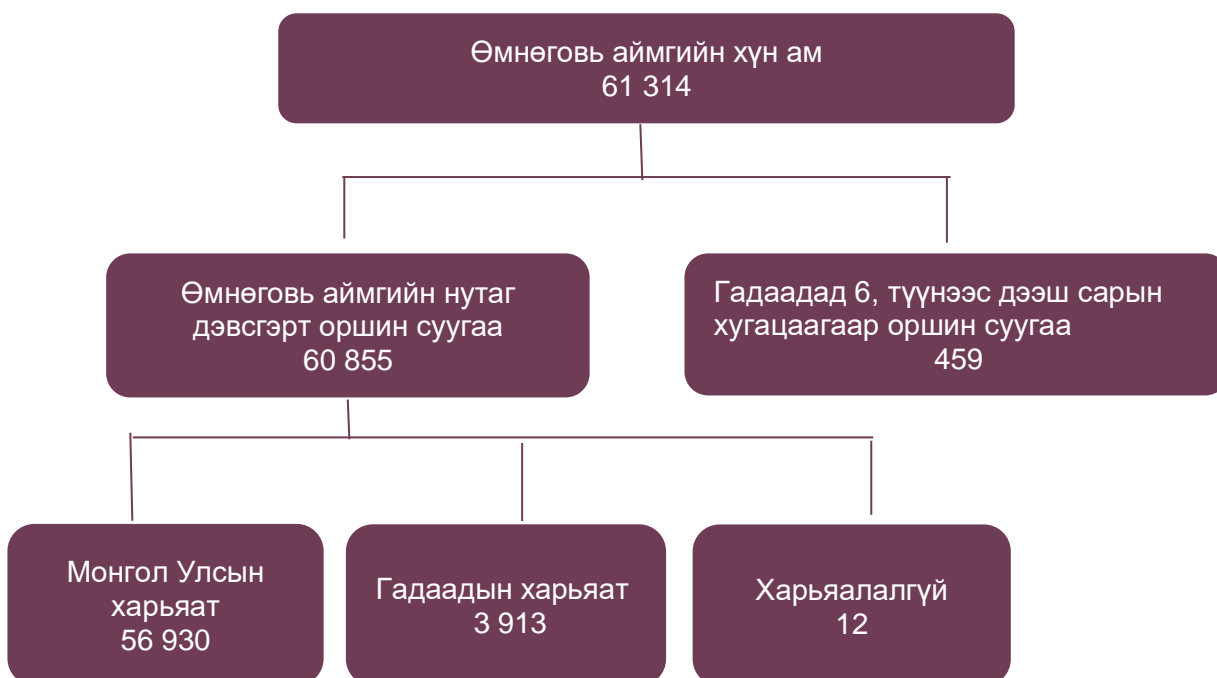 Өмнөговь аймгийн хүн ам
61 314
Өмнөговь аймгийн нутаг
дэвсгэрт оршин суугаа
60 855
Гадаадад 6, түүнээс дээш сарын
хугацаагаар оршин суугаа
459
Монгол Улсын
харьяат
56 930
Гадаадын харьяат
3 913
Харьяалалгүй
12